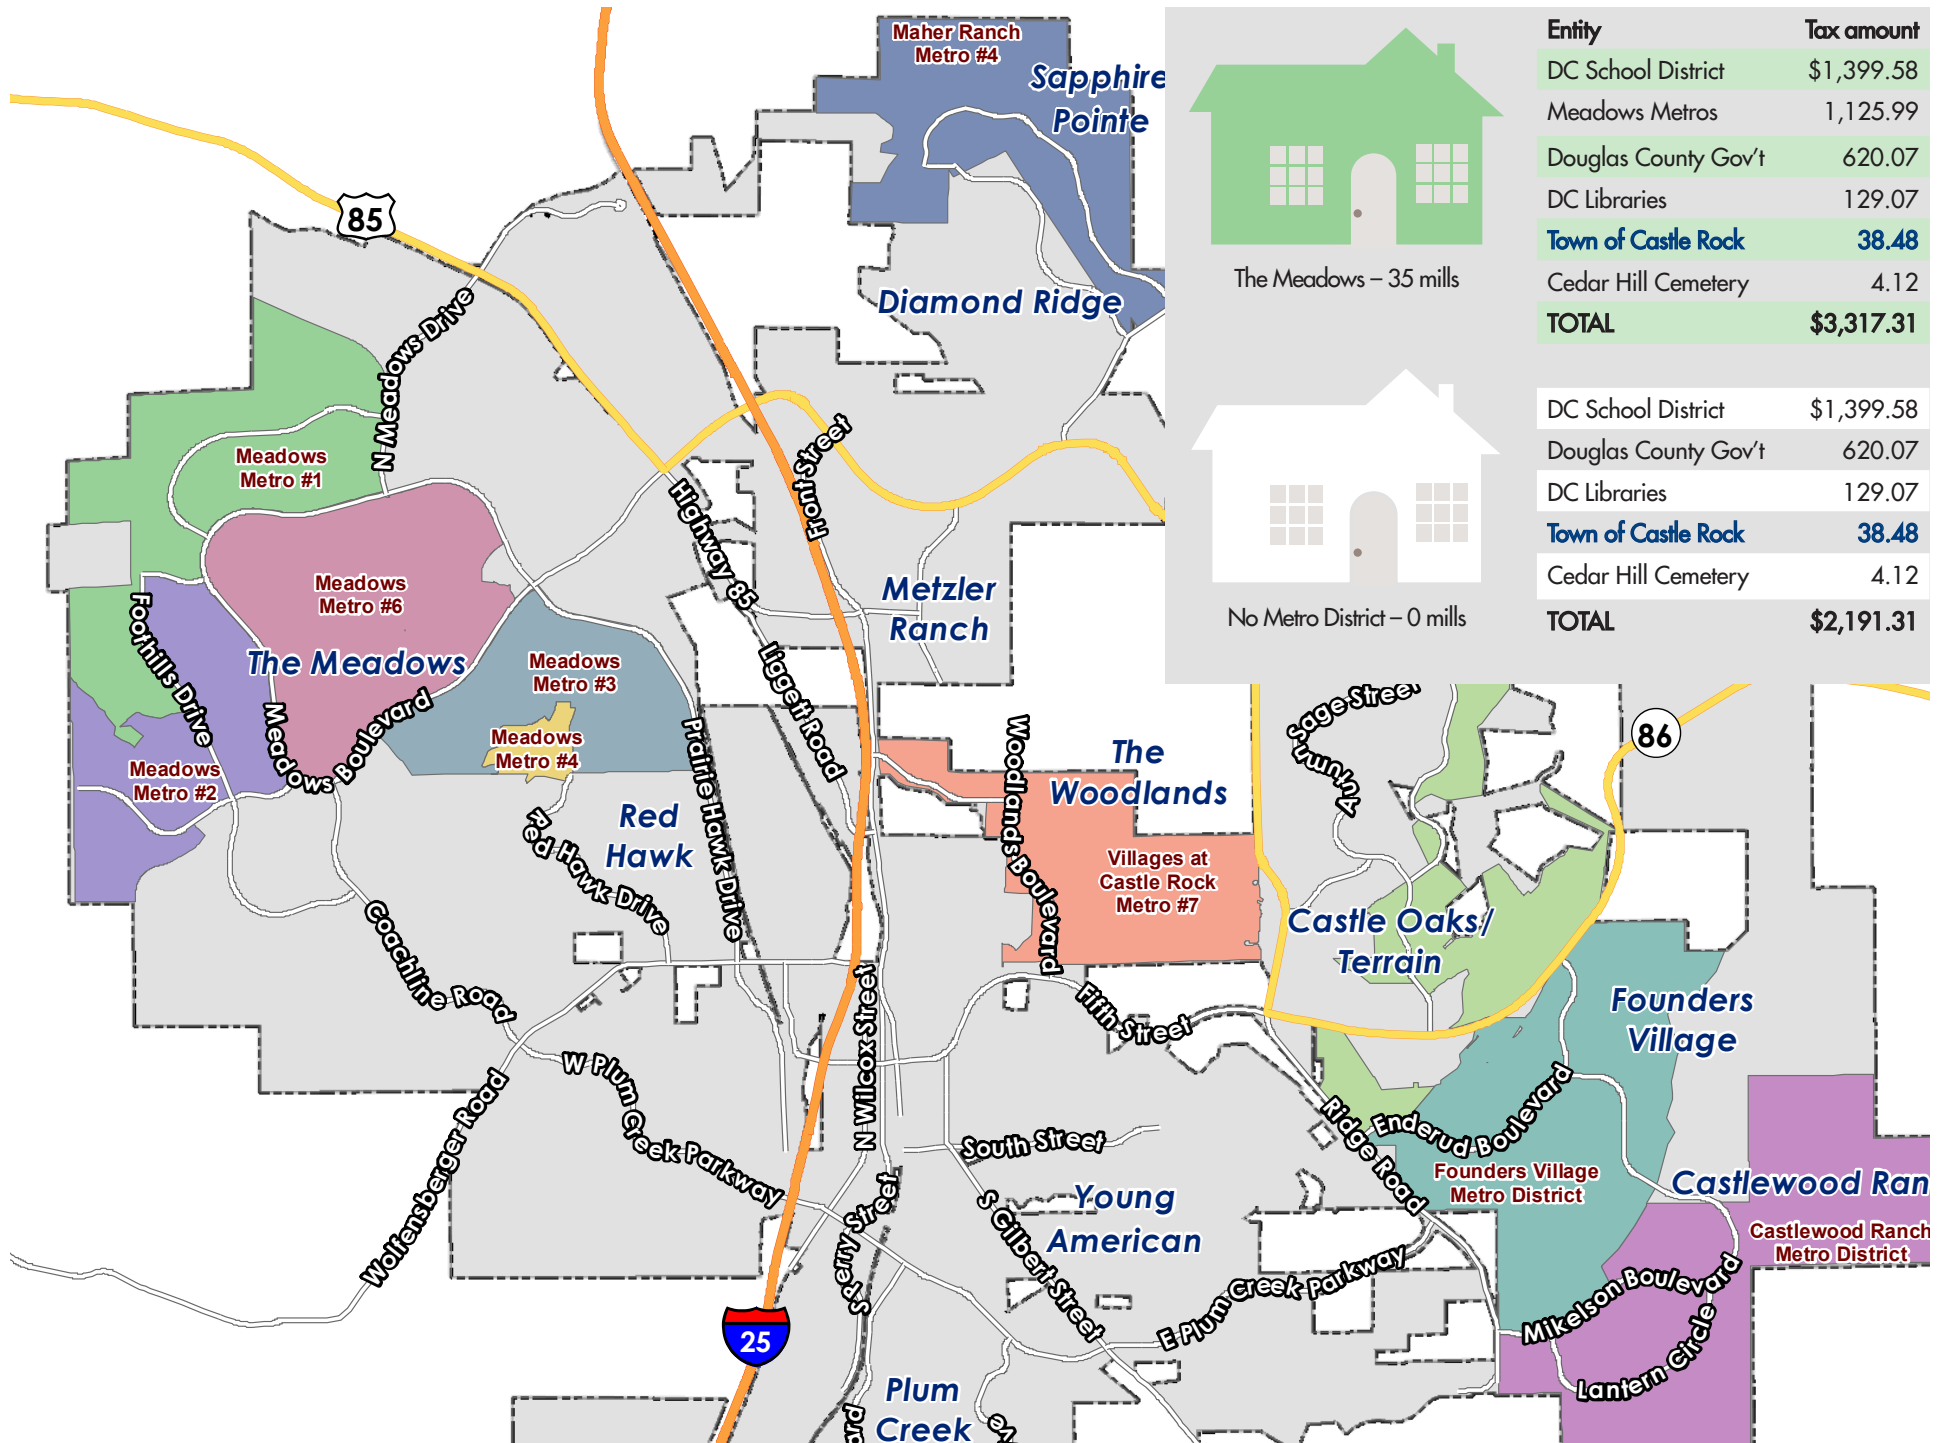 Maher Ranch
Metro #4
Sapphire
Pointe
85
Diamond Ridge
N Meadows Drive
Meadows
Metro #1
Front Street
Highway 85
Meadows
Metro #6
Metzler
Ranch
Foothills Drive
The Meadows
Meadows
Metro #3
Liggett Road
Meadows Boulevard
Meadows
Metro #4
Prairie Hawk Drive
Meadows
Metro #2
Woodlands Boulevard
The
Woodlands
Autumn Sage Street
86
Red
Hawk
Red Hawk Drive
Villages at
Castle Rock
Metro #7
Castle Oaks/
Terrain
Coachline Road
N Wilcox Street
Fifth Street
Founders
Village
W Plum Creek Parkway
Wolfensberger Road
South Street
Ridge Road
Enderud Boulevard
Founders Village
Metro District
Castlewood Ran
Castlewood Ranch
Metro District
S Perry Street
S Gilbert Street
Young
American
E Plum Creek Parkway
Mikelson Boulevard
Lantern Circle
25
Plum
Creek
ard
ve
Entity Tax amount
DC School District $1,399.58
Meadows Metros 1,125.99
Douglas County Gov't 620.07
DC Libraries 129.07
Town of Castle Rock 38.48
Cedar Hill Cemetery 4.12
TOTAL $3,317.31
The Meadows – 35 mills
DC School District $1,399.58
Douglas County Gov't 620.07
DC Libraries 129.07
Town of Castle Rock 38.48
Cedar Hill Cemetery 4.12
TOTAL $2,191.31
No Metro District – 0 mills